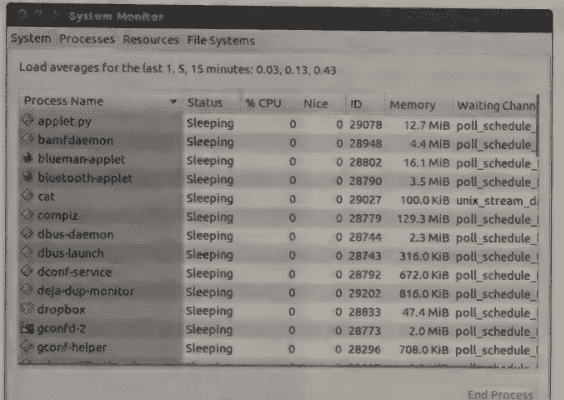 System Monitor
System Processes Resources File Systems
Load averages for the last 1, 5, 15 minutes: 0.03, 0.13, 0.43
Process Name Status % CPU Nice ID Memory Waiting Chann
applet.py Sleeping 0 0 29078 12.7 MiB poll_schedule_
bamfdaemon Sleeping 0 0 28948 4.4 MiB poll_schedule_
blueman-applet Sleeping 0 0 28802 16.1 MiB poll_schedule_
bluetooth-applet Sleeping 0 0 28790 3.5 MiB poll_schedule_
cat Sleeping 0 0 29027 100.0 KiB unix_stream_d
compiz Sleeping 0 0 28779 129.3 MiB poll_schedule_
dbus-daemon Sleeping 0 0 28744 2.3 MiB poll_schedule_
dbus-launch Sleeping 0 0 28743 316.0 KiB poll_schedule_
dconf-service Sleeping 0 0 28792 672.0 KiB poll_schedule_
deja-dup-monitor Sleeping 0 0 29202 816.0 KiB poll_schedule_
dropbox Sleeping 0 0 28833 47.4 MiB poll_schedule_
gconfd-2 Sleeping 0 0 28773 2.0 MiB poll_schedule_
gconf-helper Sleeping 0 0 28296 708.0 KiB poll_schedule_
End Process